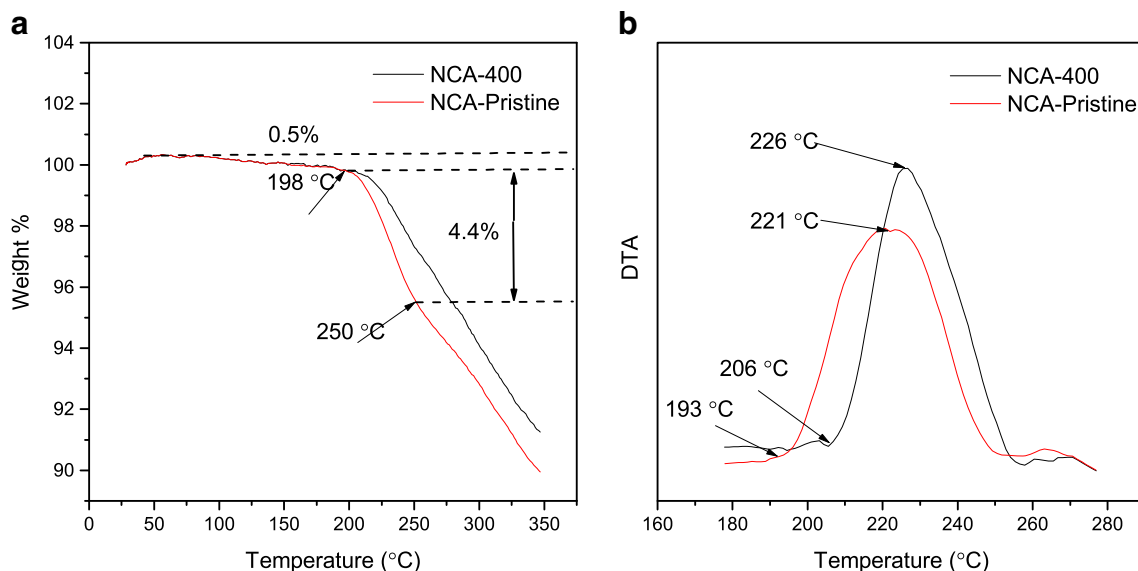 a
104
102
100
98
96
94
92
90
Weight %
NCA-400
NCA-Pristine
0.5%
198 °C
4.4%
250 °C
0
50
100
150
200
250
300
350
Temperature (°C)
b
DTA
NCA-400
NCA-Pristine
226 °C
221 °C
206 °C
193 °C
160
180
200
220
240
260
280
Temperature (°C)